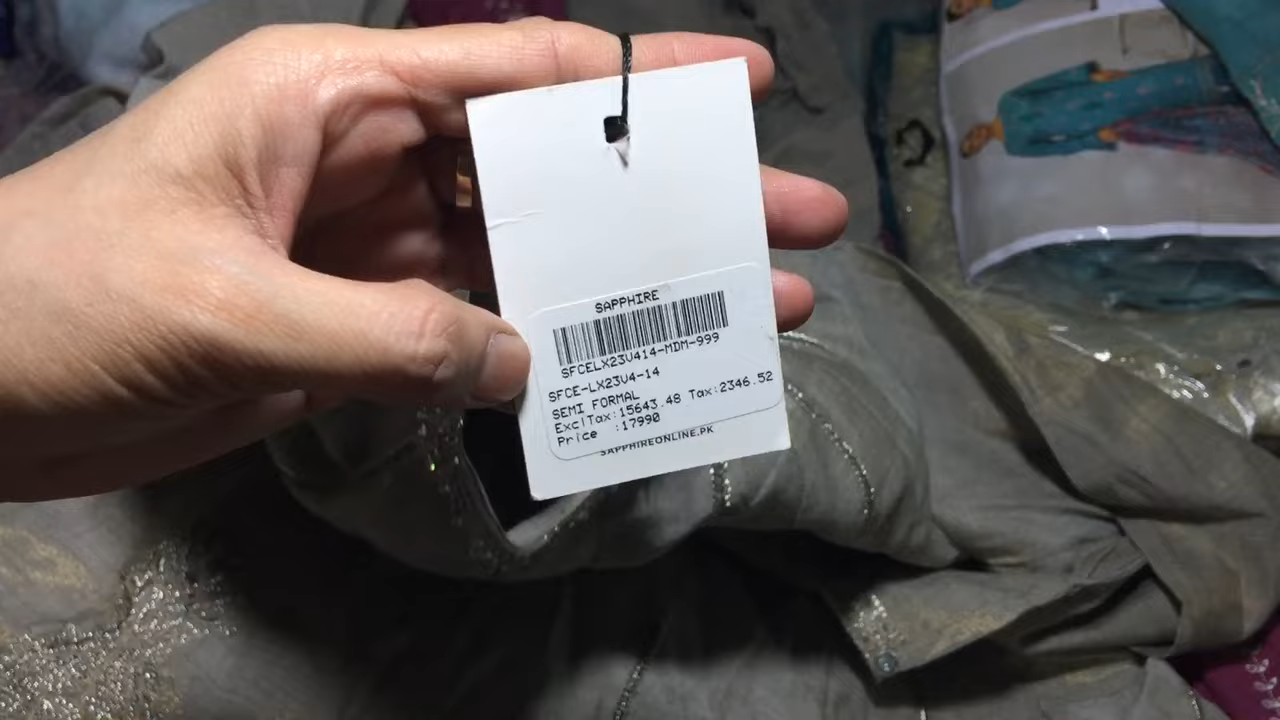 SAPPHIRE
SFCELX23V414-MDM-999
SFCE-LX23V4-14
SEMI FORMAL
ExclTax:15643.48 Tax:2346.52
Price :17990
SAPPHIREONLINE.PK